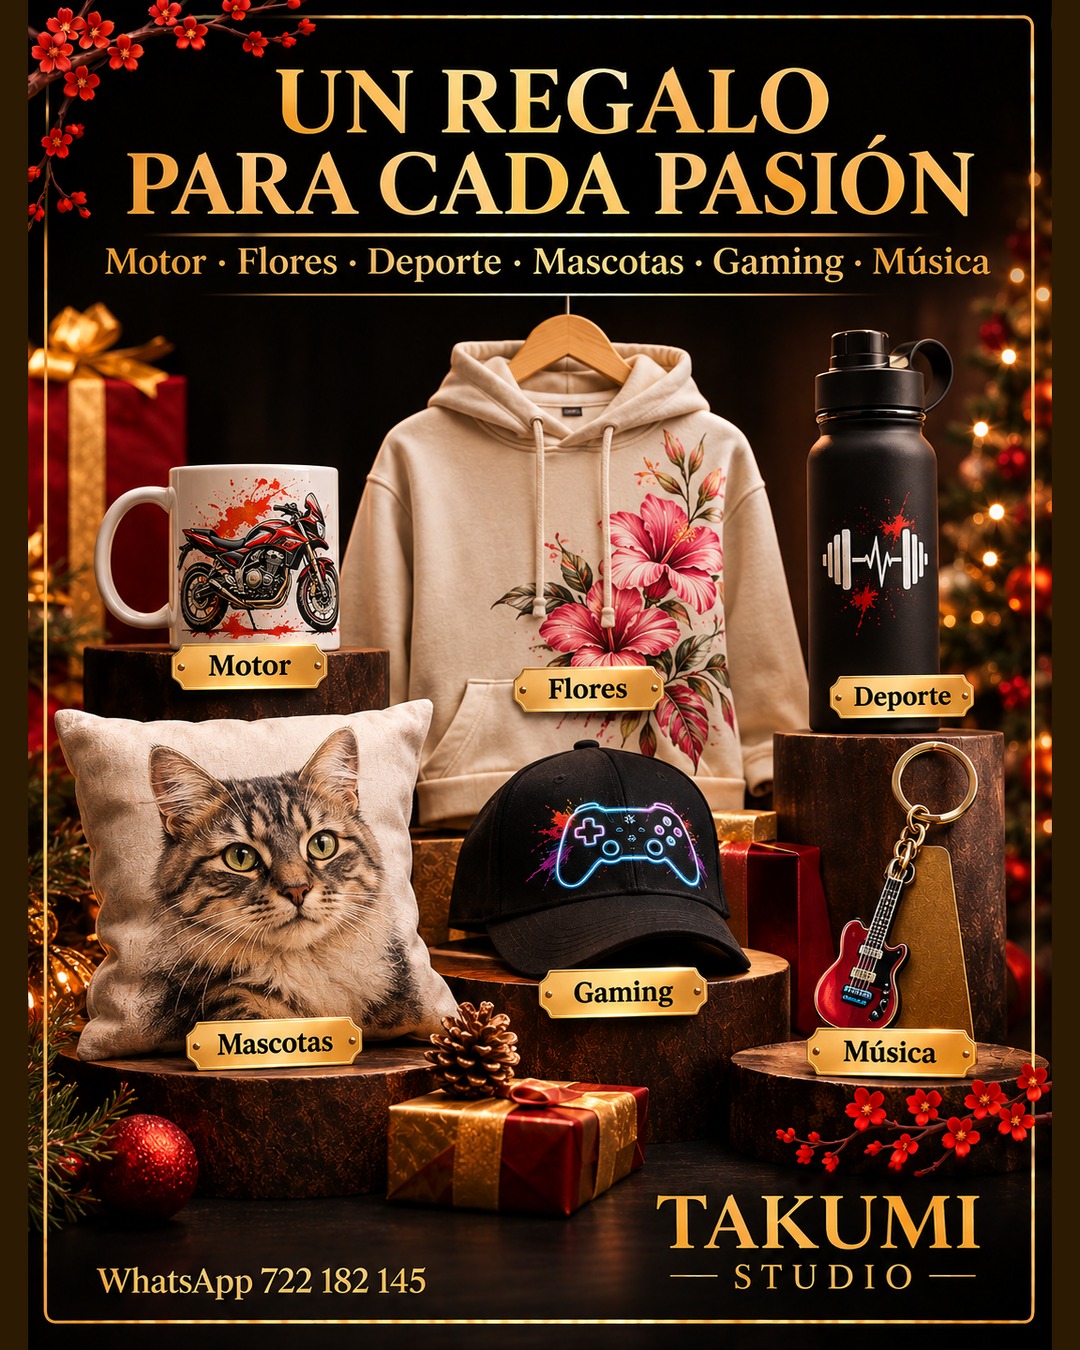 UN REGALO
PARA CADA PASIÓN
Motor · Flores · Deporte · Mascotas · Gaming · Música
Motor
Flores
Deporte
Mascotas
Gaming
Música
WhatsApp 722 182 145
TAKUMI
STUDIO